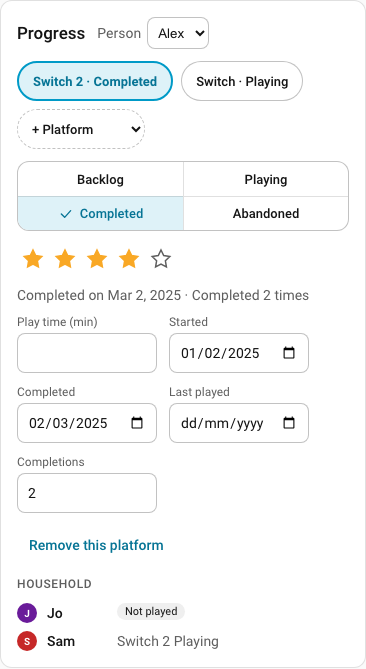 Progress Person Alex
Switch 2 · Completed Switch · Playing
+ Platform
Backlog Playing
Completed Abandoned
Completed on Mar 2, 2025 · Completed 2 times
Play time (min) Started
01/02/2025
Completed Last played
02/03/2025 dd/mm/yyyy
Completions
2
Remove this platform
HOUSEHOLD
J Jo Not played
S Sam Switch 2 Playing